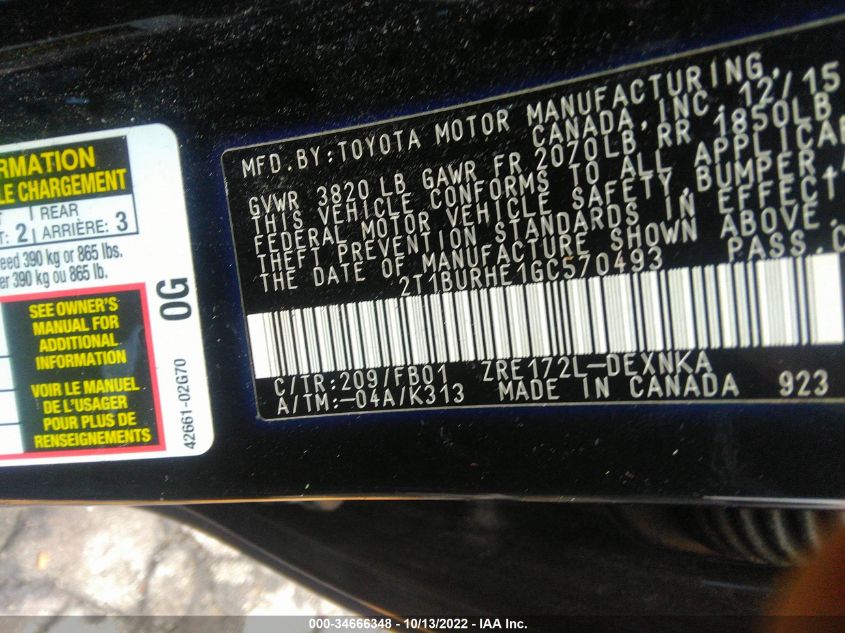 RMATION
LE CHARGEMENT
REAR
T: 2 ARRIÈRE: 3
eed 390 kg or 865 lbs.
er 390 kg ou 865 lb.
SEE OWNER'S
MANUAL FOR
ADDITIONAL
INFORMATION
VOIR LE MANUEL
DE L'USAGER
POUR PLUS DE
RENSEIGNEMENTS
0G
42661-02G70
MFD.BY:TOYOTA MOTOR MANUFACTURING,
CANADA,INC. 12/15
GVWR 3820 LB GAWR FR 2070LB RR 1850LB
THIS VEHICLE CONFORMS TO ALL APPLICA
FEDERAL MOTOR VEHICLE SAFETY,BUMPER,
THEFT PREVENTION STANDARDS IN EFFECT
THE DATE OF MANUFACTURE SHOWN ABOVE.
2T1BURHE1GC570493 PASS.C
C/TR:209/FB01 ZRE172L-DEXNKA
A/TM:-04A/K313 MADE IN CANADA 923
000-34666348 - 10/13/2022 - IAA Inc.